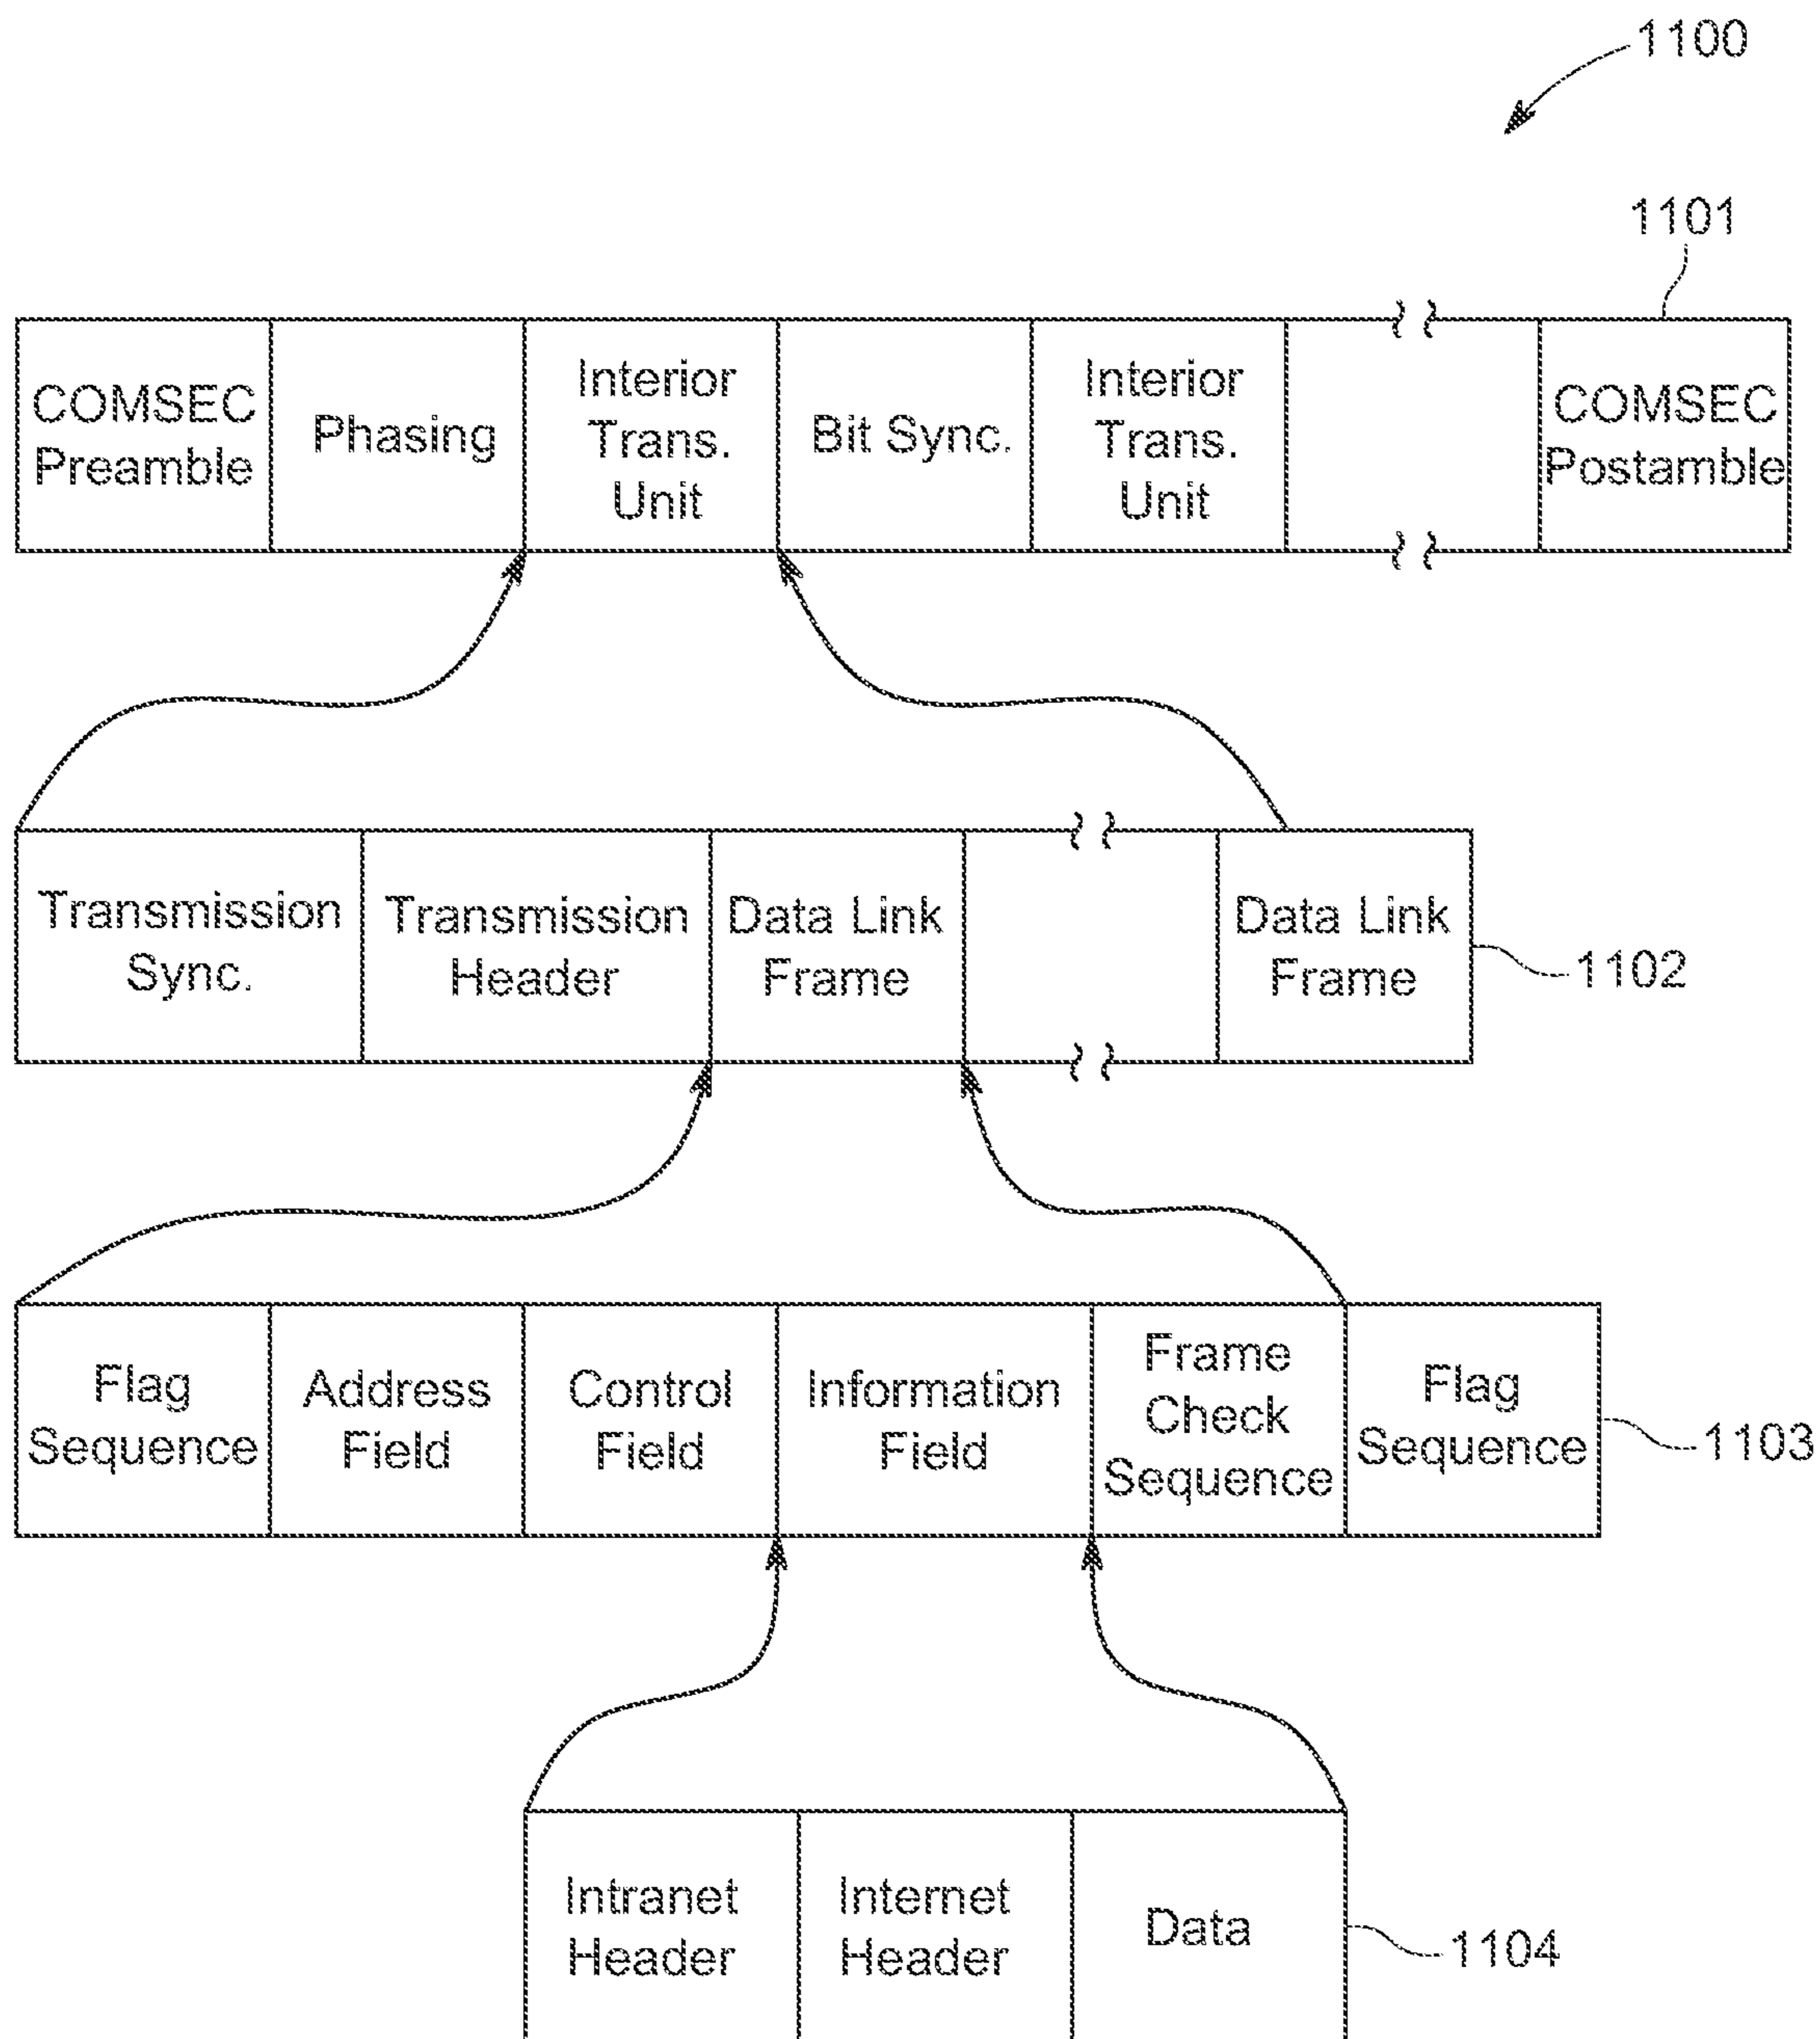 1100
1101
COMSEC
Preamble
Phasing
Interior
Trans.
Unit
Bit Sync.
Interior
Trans.
Unit
COMSEC
Postamble
Transmission
Sync.
Transmission
Header
Data Link
Frame
Data Link
Frame
1102
Flag
Sequence
Address
Field
Control
Field
Information
Field
Frame
Check
Sequence
Flag
Sequence
1103
Intranet
Header
Internet
Header
Data
1104